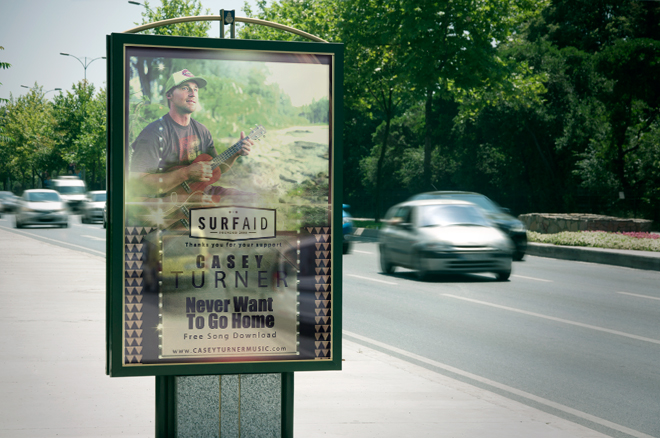 SURFAID
Thank you for your support
CASEY
TURNER
Never Want
To Go Home
Free Song Download
www.CASEYTURNERMUSIC.com